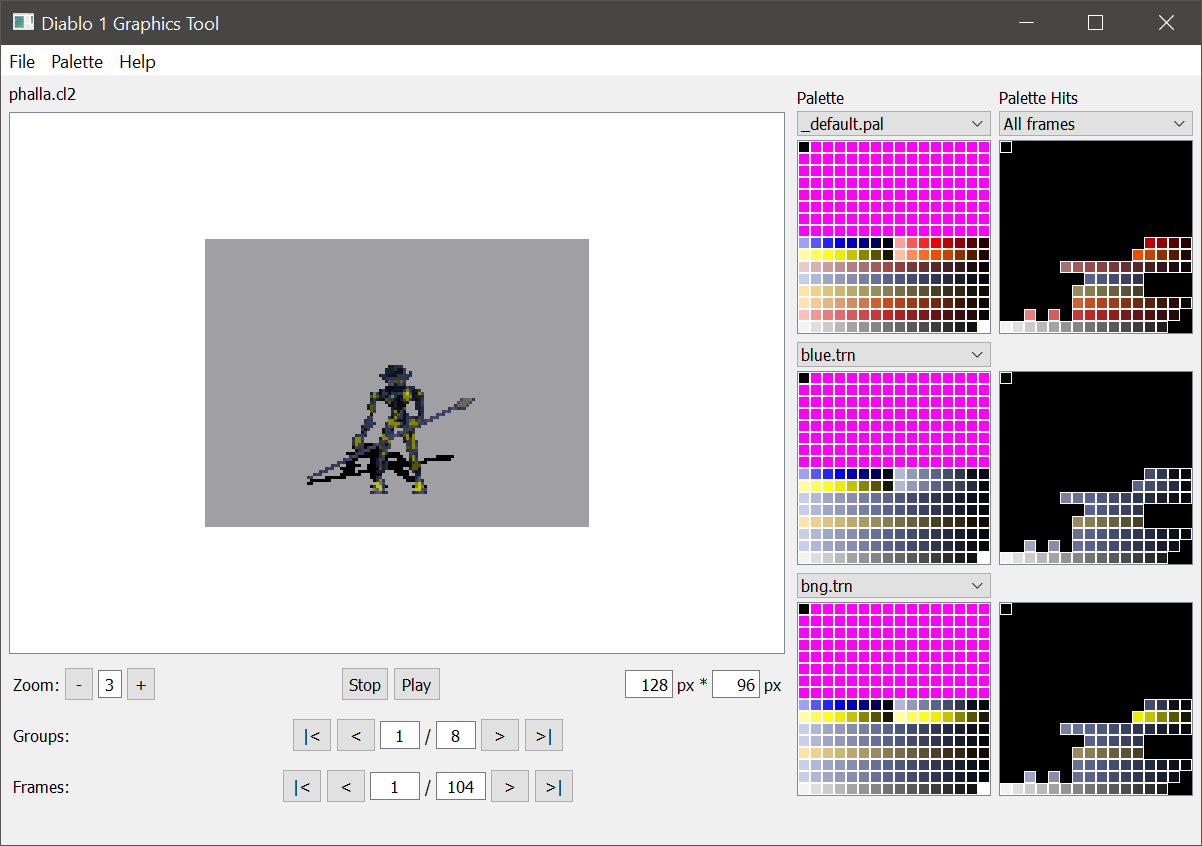 Diablo 1 Graphics Tool
File Palette Help
phalla.cl2
Palette
Palette Hits
_default.pal
All frames
blue.trn
bng.trn
Zoom: - 3 + Stop Play 128 px * 96 px
Groups: |< < 1 / 8 > >|
Frames: |< < 1 / 104 > >|